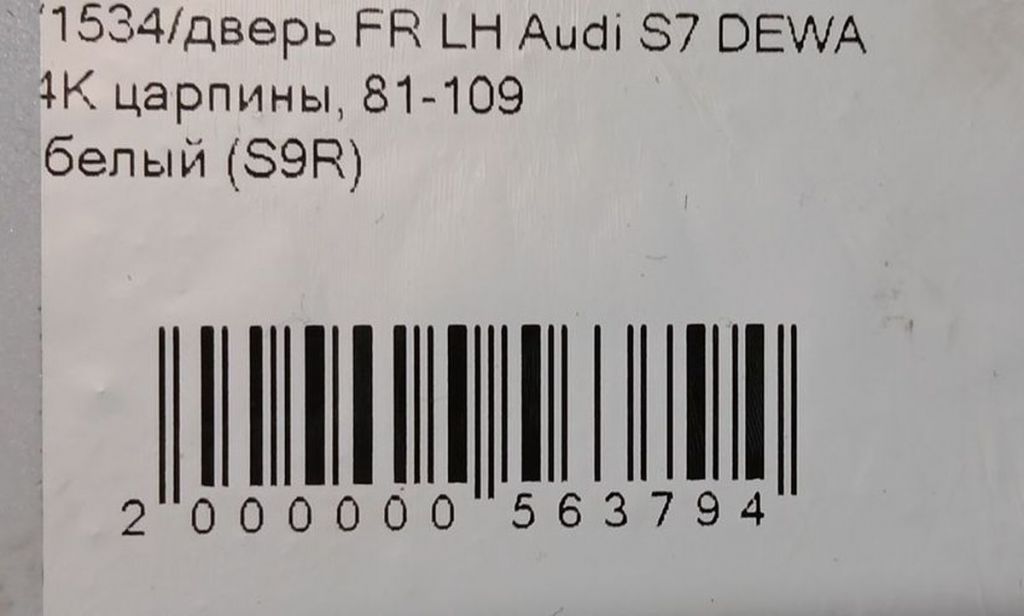 1534/дверь FR LH Audi S7 DEWA
4K царпины, 81-109
белый (S9R)
2 000000 563794